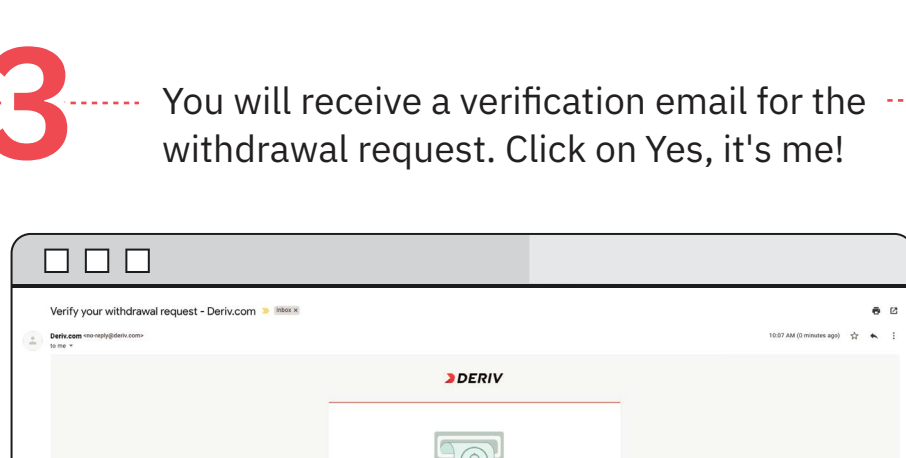 3
You will receive a verification email for the
withdrawal request. Click on Yes, it's me!
Verify your withdrawal request - Deriv.com Inbox x
Deriv.com <no-reply@deriv.com>
10:07 AM (0 minutes ago)
to me
DERIV